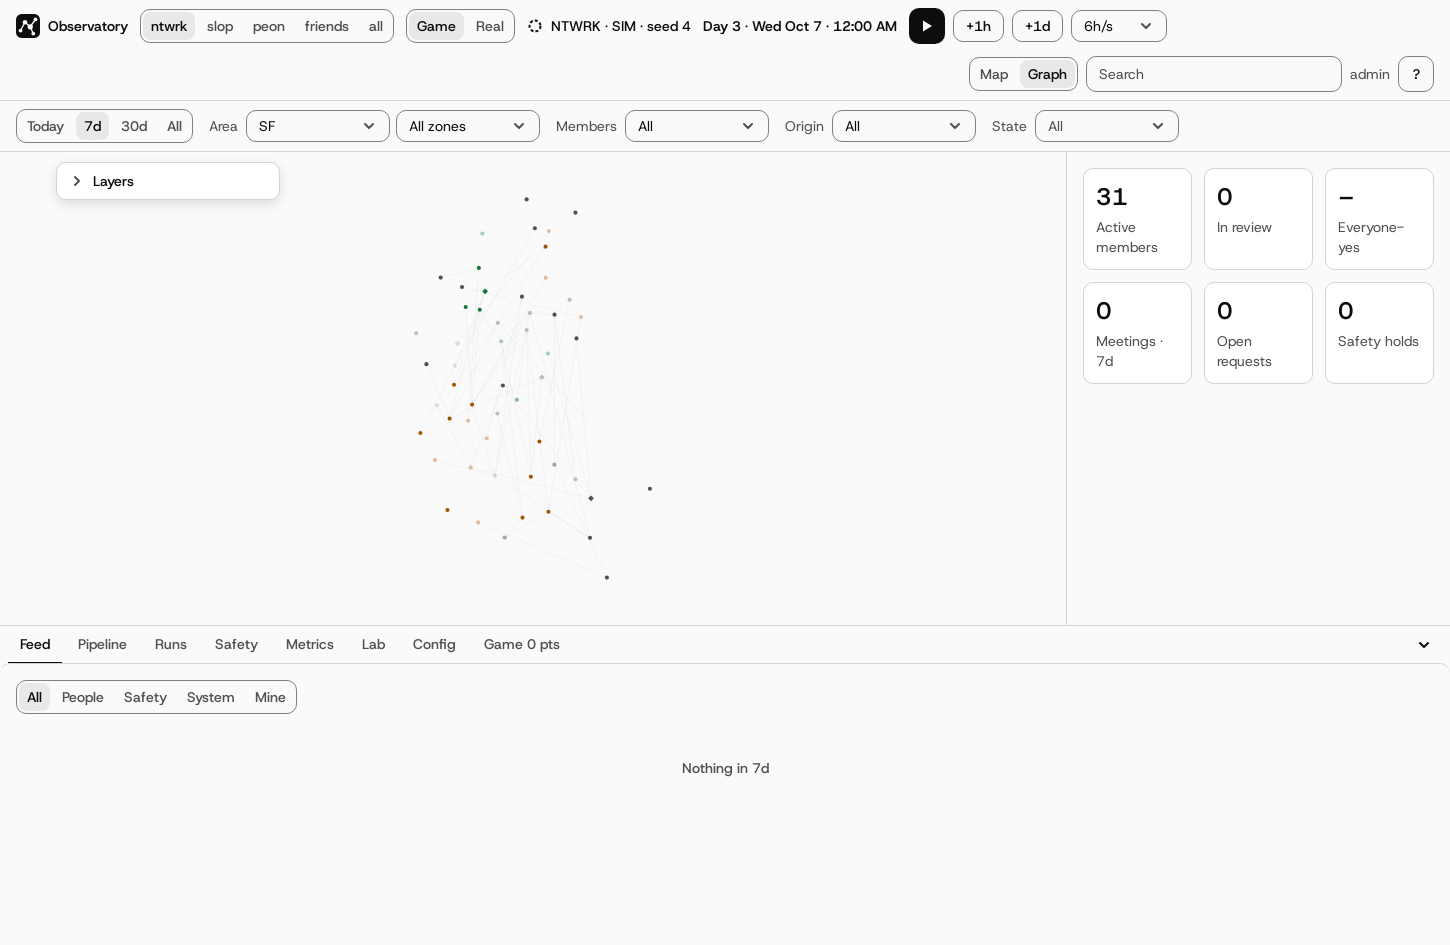 Observatory ntwrk slop peon friends all Game Real NTWRK · SIM · seed 4 Day 3 · Wed Oct 7 · 12:00 AM +1h +1d 6h/s
Map Graph Search admin ?
Today 7d 30d All Area SF All zones Members All Origin All State All
Layers
31 0 –
Active members In review Everyone-yes
0 0 0
Meetings · 7d Open requests Safety holds
Feed Pipeline Runs Safety Metrics Lab Config Game 0 pts
All People Safety System Mine
Nothing in 7d